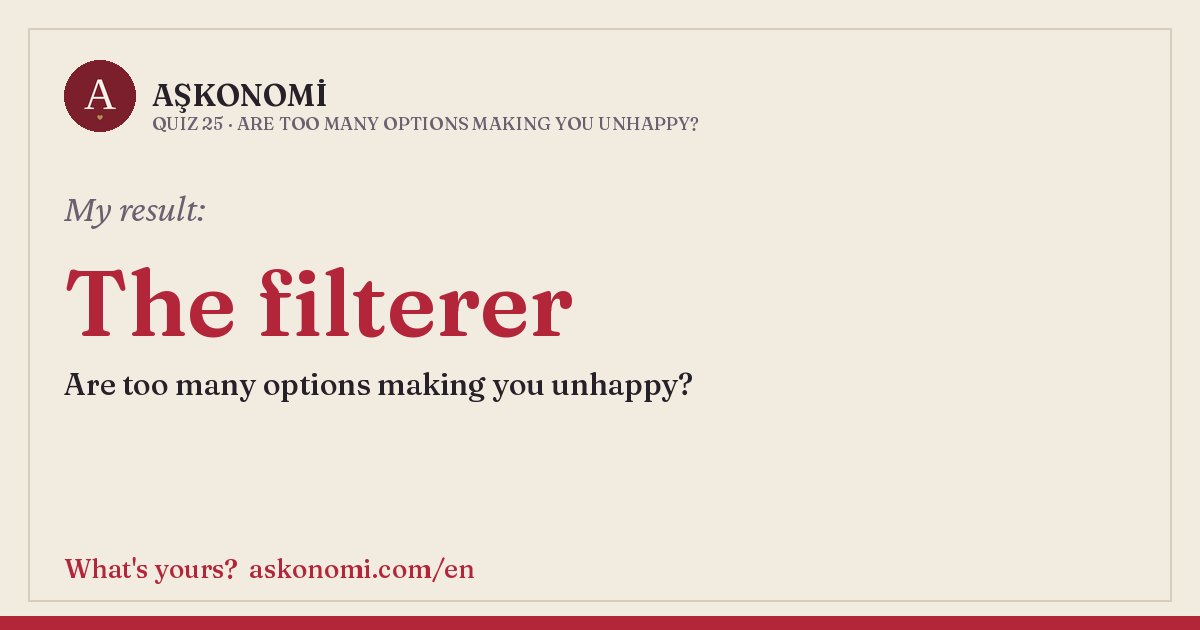 A
AŞKONOMİ
QUIZ 25 · ARE TOO MANY OPTIONS MAKING YOU UNHAPPY?
My result:
The filterer
Are too many options making you unhappy?
What's yours? askonomi.com/en